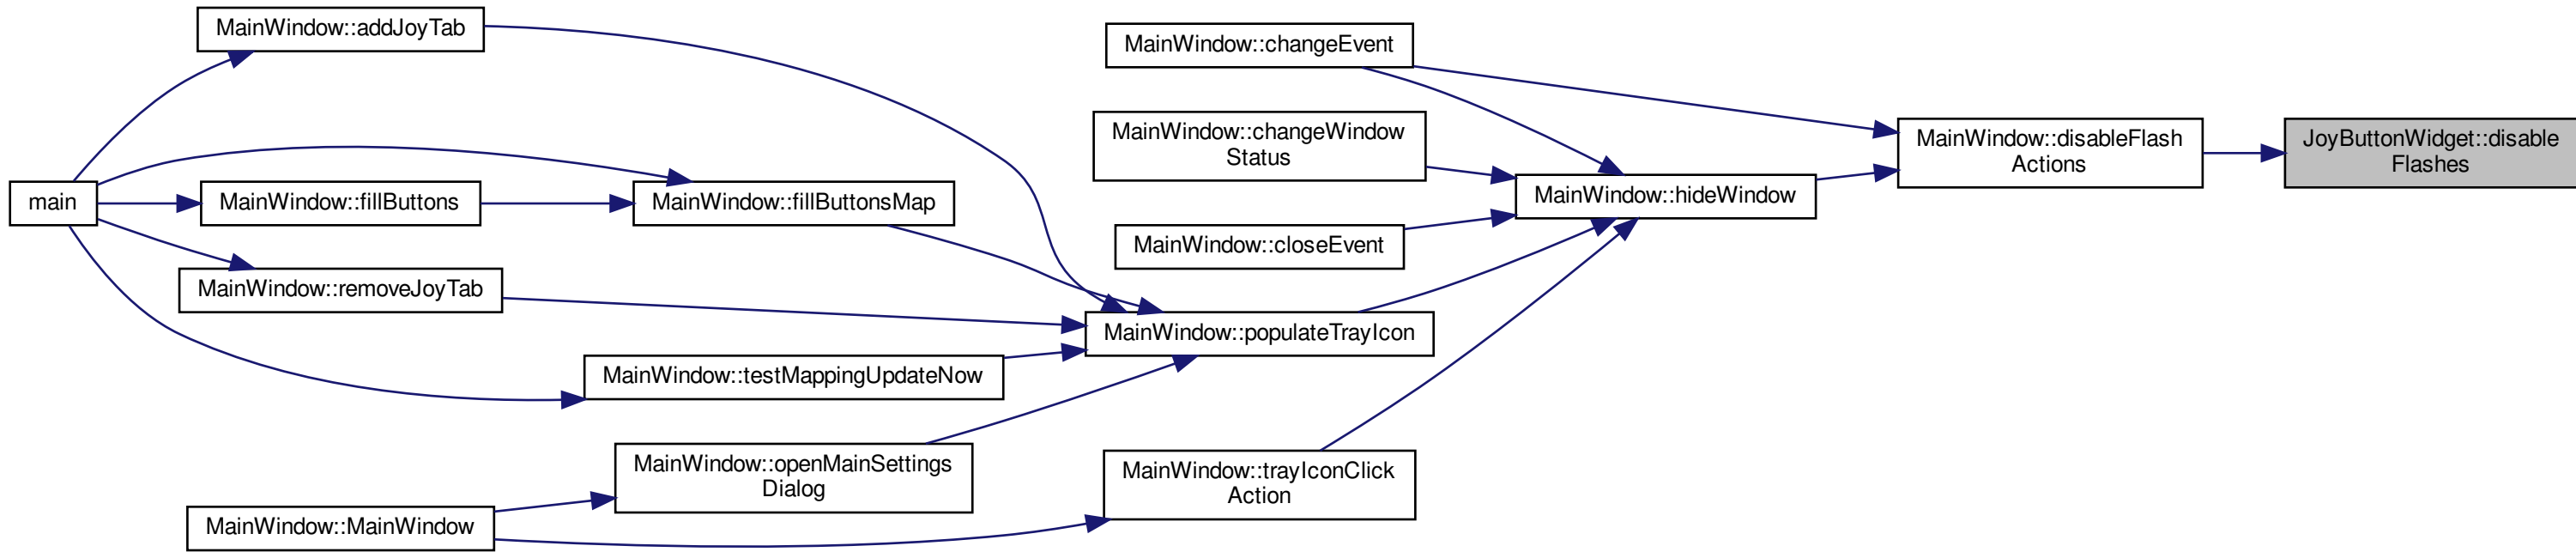 MainWindow::addJoyTab
main
MainWindow::fillButtons
MainWindow::removeJoyTab
MainWindow::MainWindow
MainWindow::fillButtonsMap
MainWindow::testMappingUpdateNow
MainWindow::openMainSettings
Dialog
MainWindow::changeEvent
MainWindow::changeWindow
Status
MainWindow::closeEvent
MainWindow::populateTrayIcon
MainWindow::trayIconClick
Action
MainWindow::hideWindow
MainWindow::disableFlash
Actions
JoyButtonWidget::disable
Flashes